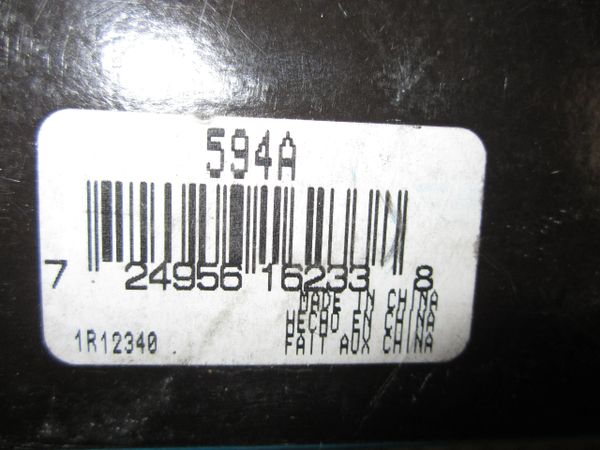 594A
7 24956 16233 8
MADE IN CHINA
HECHO EN CHINA
FAIT AUX CHINA
1R12340